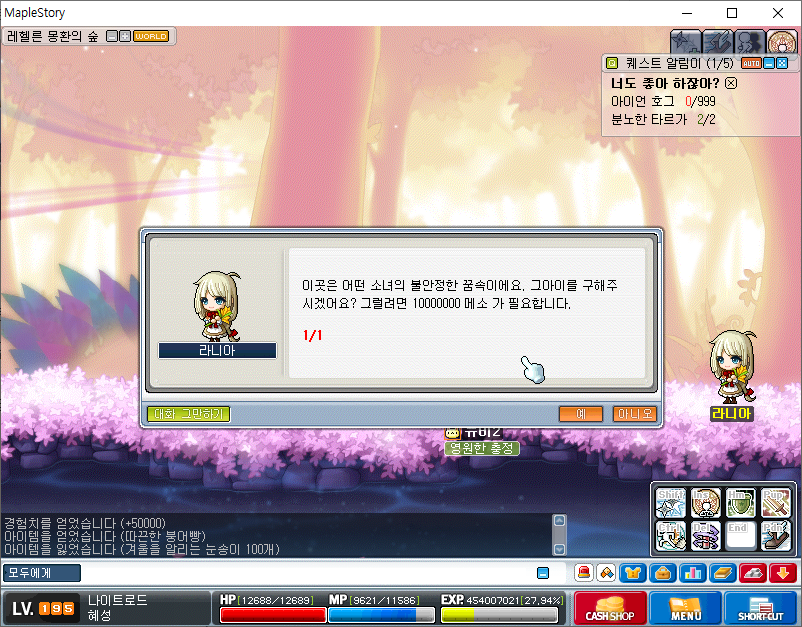 MapleStory
레헬른 몽환의 숲
WORLD
퀘스트 알림이 (1/5)
AUTO
너도 좋아 하잖아?
아이언 호그 0/999
분노한 타르가 2/2
이곳은 어떤 소녀의 불안정한 꿈속이에요. 그아이를 구해주
시겠어요? 그럴려면 10000000 메소 가 필요합니다.
1/1
라니아
대화 그만하기
예
아니오
라니아
영원한 충정
Shift
Ins
Hm
Pup
Ctrl
Del
End
Pdn
경험치를 얻었습니다 (+50000)
아이템을 얻었습니다 (따끈한 붕어빵)
아이템을 잃었습니다 (겨울을 알리는 눈송이 100개)
모두에게
LV. 195
나이트로드
혜성
HP [12688/12689]
MP [9621/11586]
EXP. 454007021[27.94%]
CASH SHOP
MENU
SHORT CUT